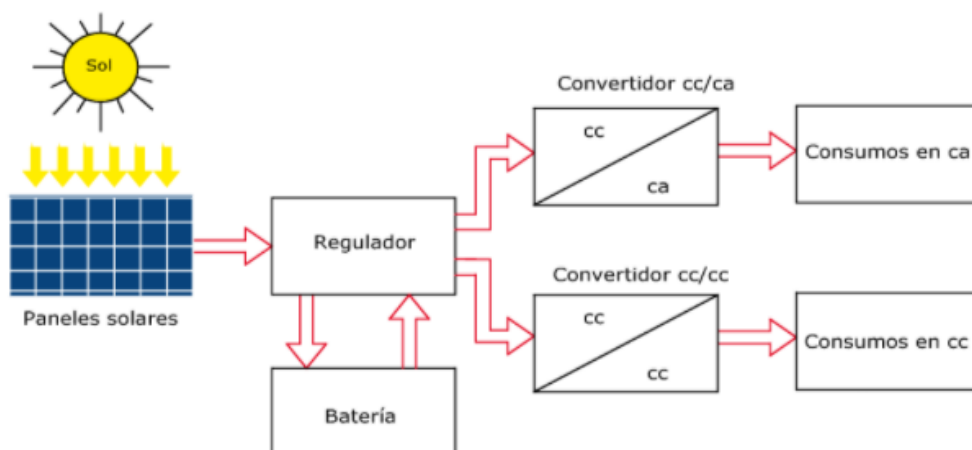 Sol
Convertidor cc/ca
cc
ca
Consumos en ca
Regulador
Paneles solares
Convertidor cc/cc
cc
cc
Consumos en cc
Batería